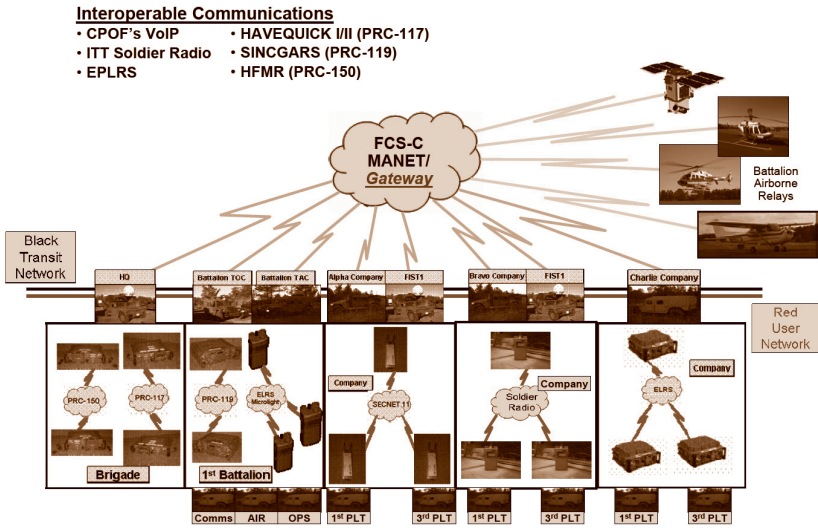 Interoperable Communications
• CPOF's VoIP
• ITT Soldier Radio
• EPLRS
• HAVEQUICK I/II (PRC-117)
• SINCGARS (PRC-119)
• HFMR (PRC-150)
FCS-C
MANET/
Gateway
Battalion
Airborne
Relays
Black
Transit
Network
HQ
Battalion TOC
Battalion TAC
Alpha Company
FIST1
Bravo Company
FIST1
Charlie Company
Red
User
Network
PRC-150
PRC-117
Brigade
PRC-119
ELRS
Microlight
1st Battalion
Company
SECNET 11
Company
Soldier
Radio
Company
ELRS
Comms
AIR
OPS
1st PLT
3rd PLT
1st PLT
3rd PLT
1st PLT
3rd PLT